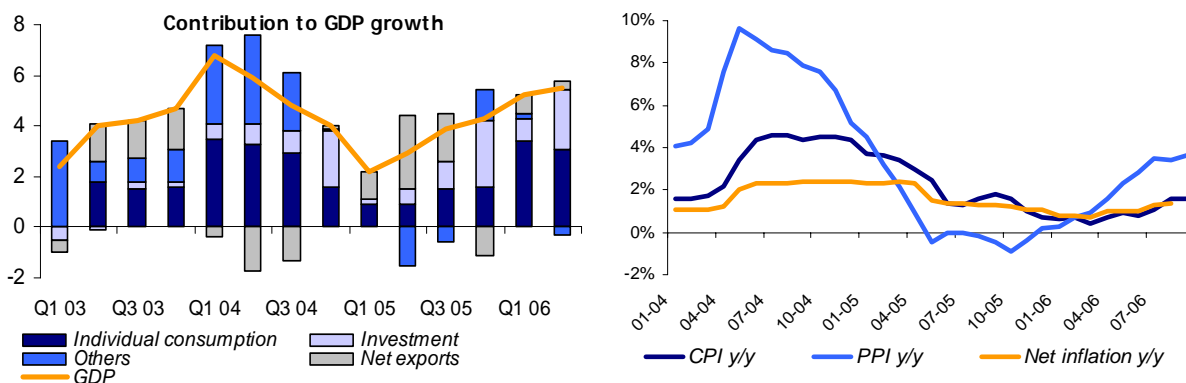 Contribution to GDP growth
8
6
4
2
0
-2
Q1 03 Q3 03 Q1 04 Q3 04 Q1 05 Q3 05 Q1 06
Individual consumption Investment
Others Net exports
GDP
10%
8%
6%
4%
2%
0%
-2%
01-04 04-04 07-04 10-04 01-05 04-05 07-05 10-05 01-06 04-06 07-06
CPI y/y PPI y/y Net inflation y/y